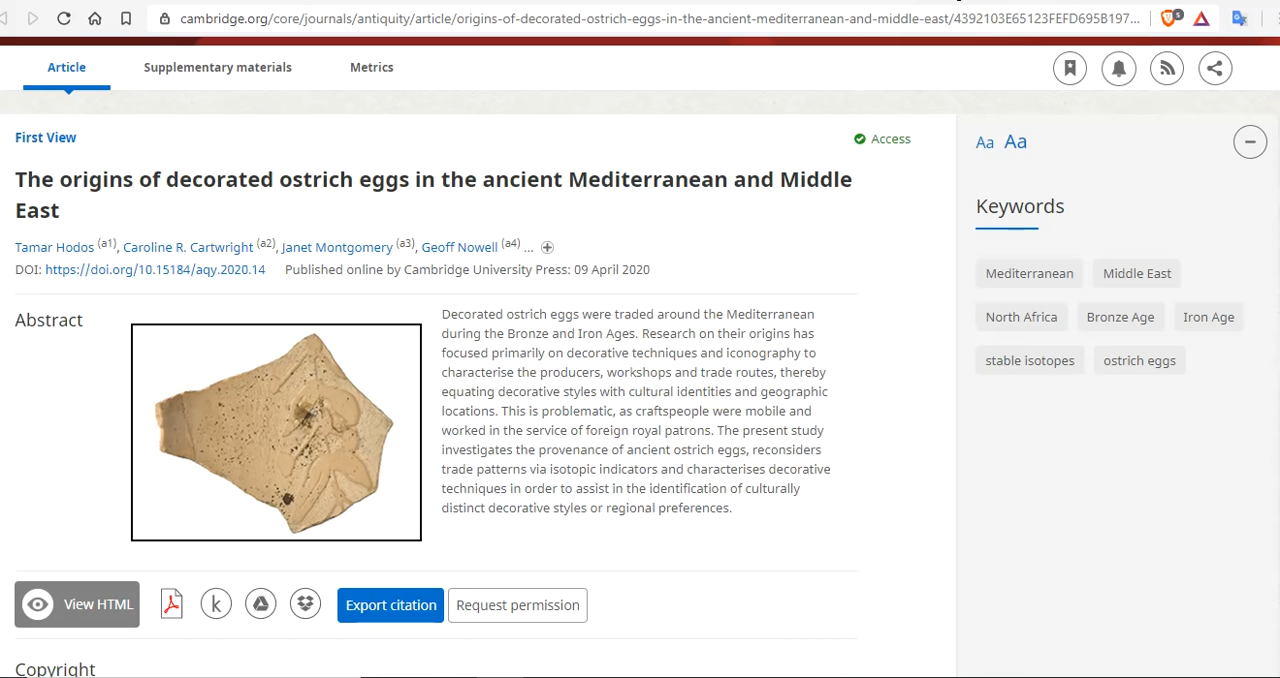 cambridge.org/core/journals/antiquity/article/origins-of-decorated-ostrich-eggs-in-the-ancient-mediterranean-and-middle-east/4392103E65123FEFD695B197...
Article Supplementary materials Metrics
First View
Access
The origins of decorated ostrich eggs in the ancient Mediterranean and Middle
East
Tamar Hodos (a1), Caroline R. Cartwright (a2), Janet Montgomery (a3), Geoff Nowell (a4) ...
DOI: https://doi.org/10.15184/aqy.2020.14 Published online by Cambridge University Press: 09 April 2020
Abstract
Decorated ostrich eggs were traded around the Mediterranean
during the Bronze and Iron Ages. Research on their origins has
focused primarily on decorative techniques and iconography to
characterise the producers, workshops and trade routes, thereby
equating decorative styles with cultural identities and geographic
locations. This is problematic, as craftspeople were mobile and
worked in the service of foreign royal patrons. The present study
investigates the provenance of ancient ostrich eggs, reconsiders
trade patterns via isotopic indicators and characterises decorative
techniques in order to assist in the identification of culturally
distinct decorative styles or regional preferences.
View HTML k Export citation Request permission
Copyright
Aa Aa
Keywords
Mediterranean Middle East
North Africa Bronze Age Iron Age
stable isotopes ostrich eggs